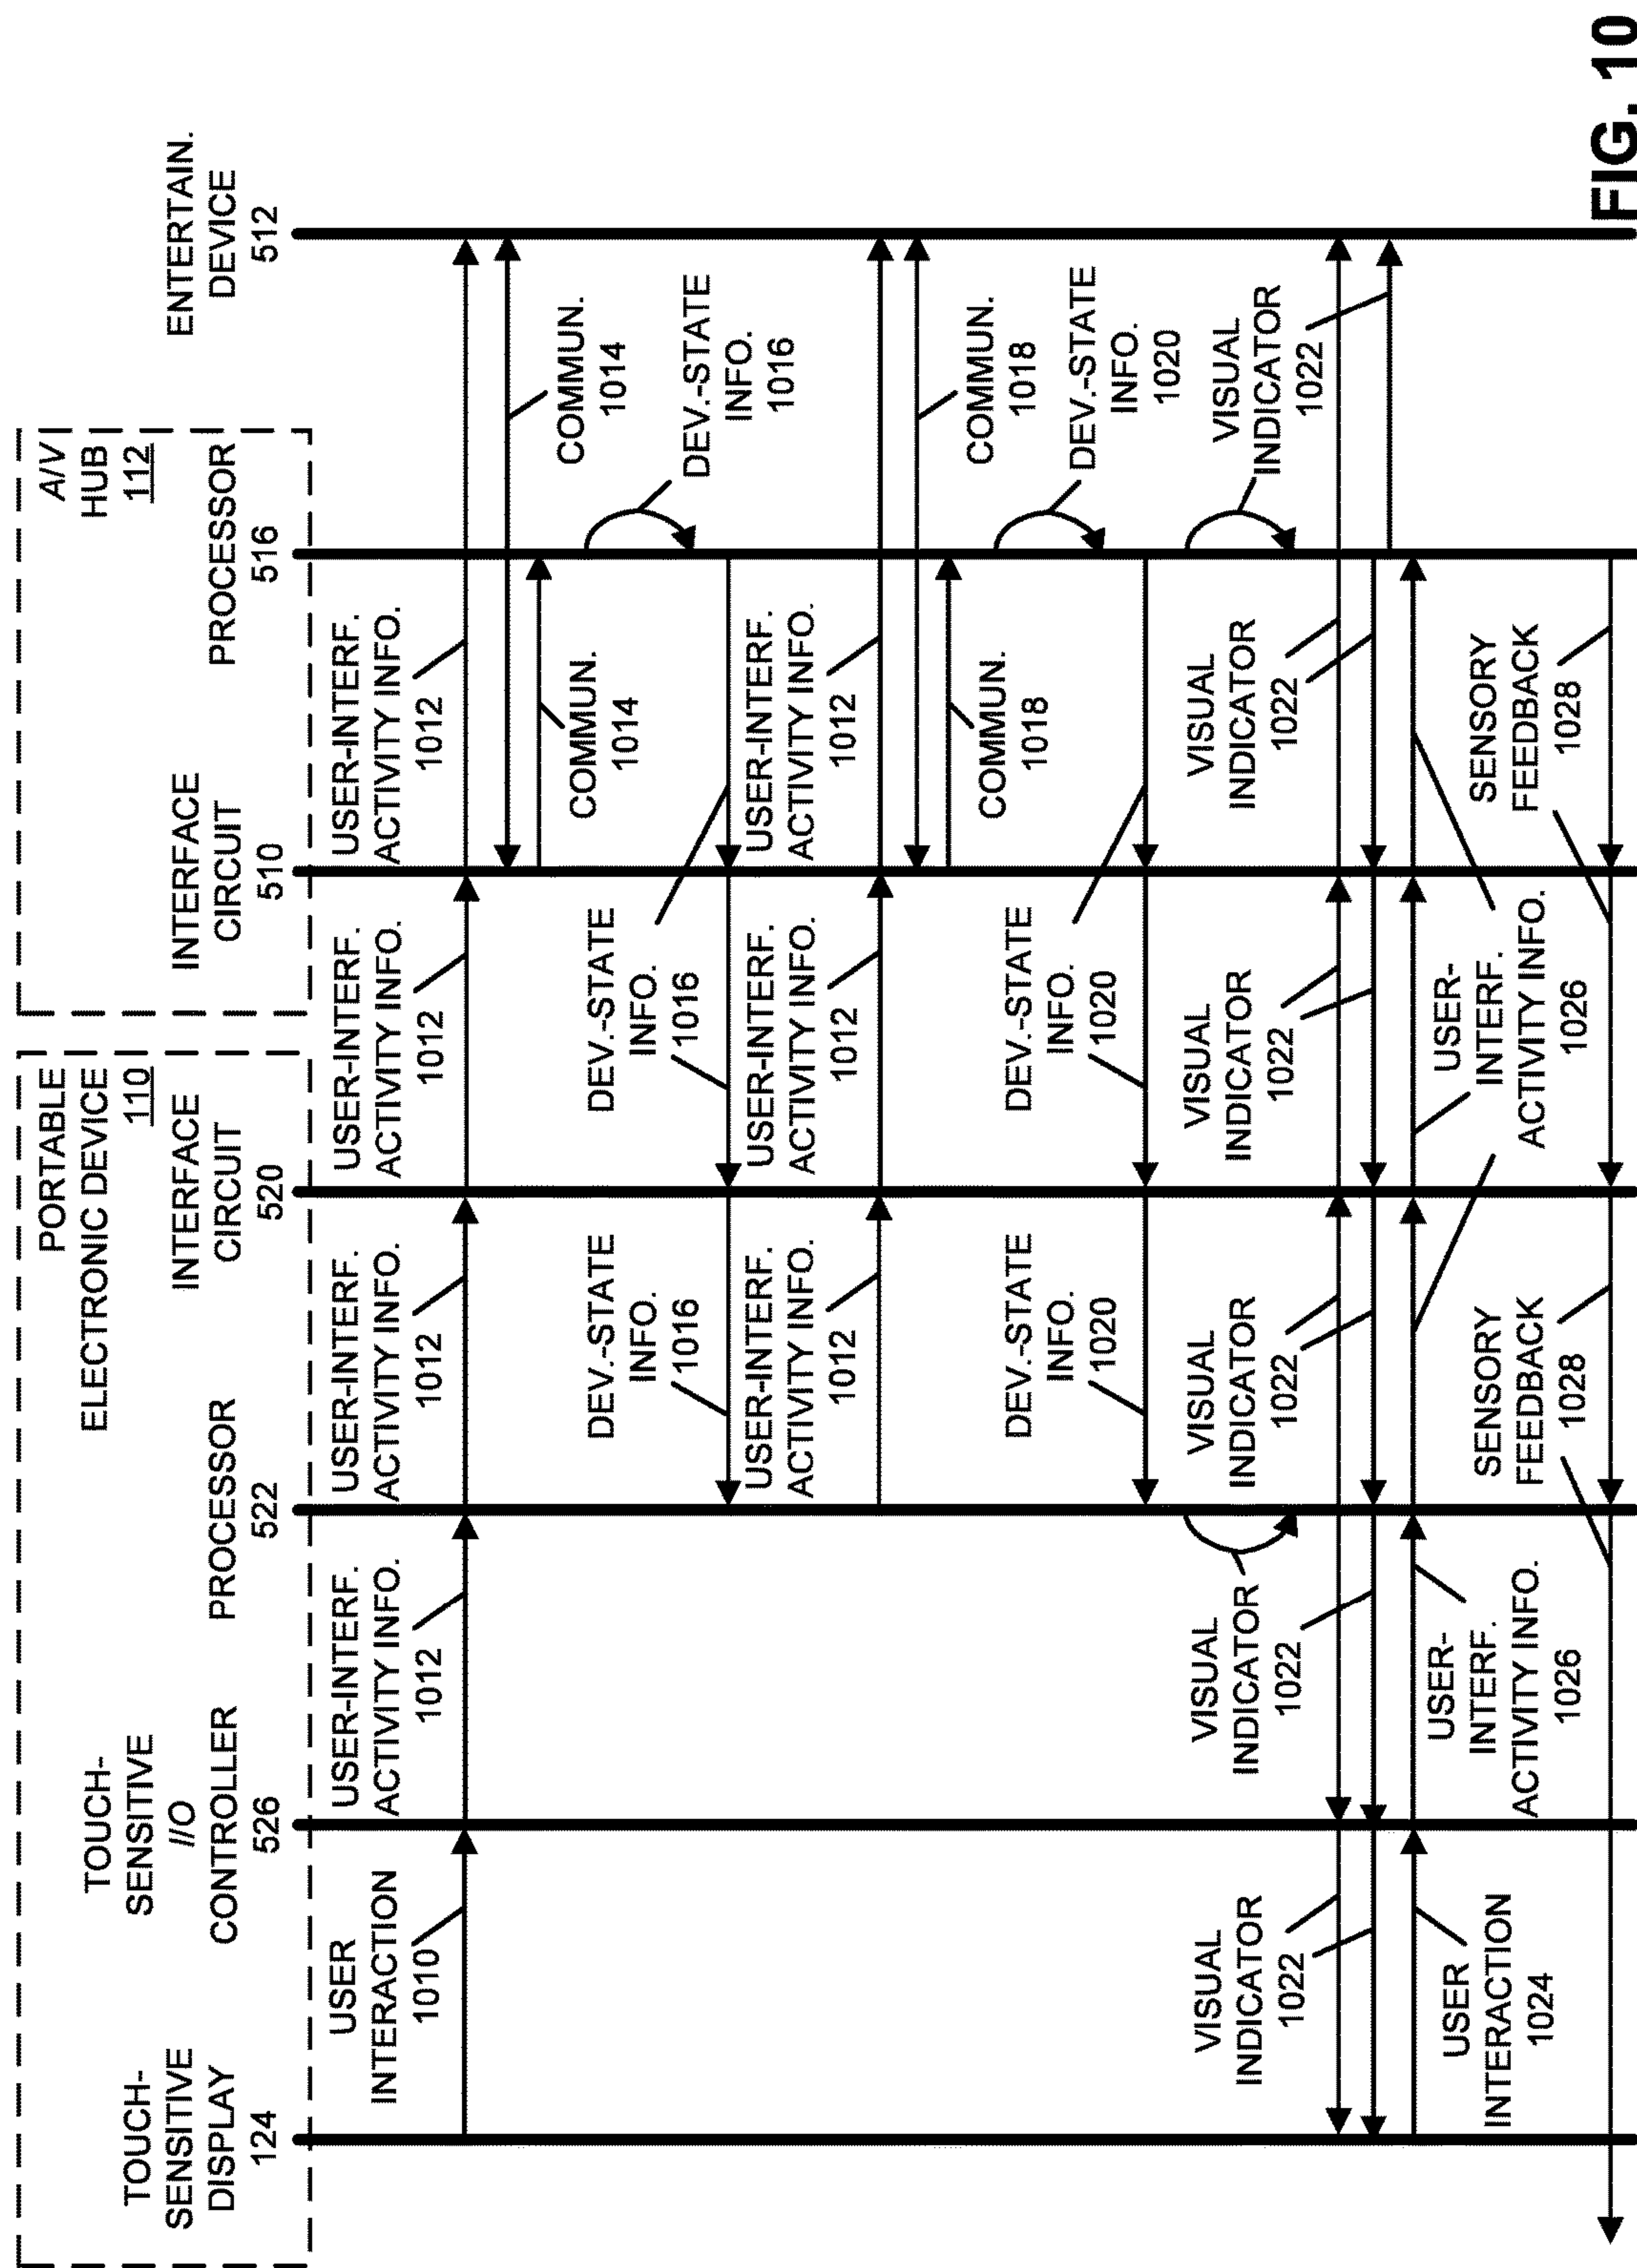 PORTABLE
ELECTRONIC DEVICE
110
A/V
HUB
112
TOUCH-
SENSITIVE
DISPLAY
124
TOUCH-
SENSITIVE
I/O
CONTROLLER
526
PROCESSOR
522
INTERFACE
CIRCUIT
520
INTERFACE
CIRCUIT
510
PROCESSOR
516
ENTERTAIN.
DEVICE
512
USER
INTERACTION
1010
USER-INTERF.
ACTIVITY INFO.
1012
USER-INTERF.
ACTIVITY INFO.
1012
USER-INTERF.
ACTIVITY INFO.
1012
USER-INTERF.
ACTIVITY INFO.
1012
COMMUN.
1014
COMMUN.
1014
DEV.-STATE
INFO.
1016
DEV.-STATE
INFO.
1016
DEV.-STATE
INFO.
1016
USER-INTERF.
ACTIVITY INFO.
1012
USER-INTERF.
ACTIVITY INFO.
1012
USER-INTERF.
ACTIVITY INFO.
1012
COMMUN.
1018
COMMUN.
1018
DEV.-STATE
INFO.
1020
DEV.-STATE
INFO.
1020
DEV.-STATE
INFO.
1020
VISUAL
INDICATOR
1022
VISUAL
INDICATOR
1022
VISUAL
INDICATOR
1022
VISUAL
INDICATOR
1022
VISUAL
INDICATOR
1022
VISUAL
INDICATOR
1022
USER
INTERACTION
1024
USER-
INTERF.
ACTIVITY INFO.
1026
USER-
INTERF.
ACTIVITY INFO.
1026
SENSORY
FEEDBACK
1028
SENSORY
FEEDBACK
1028
FIG. 10